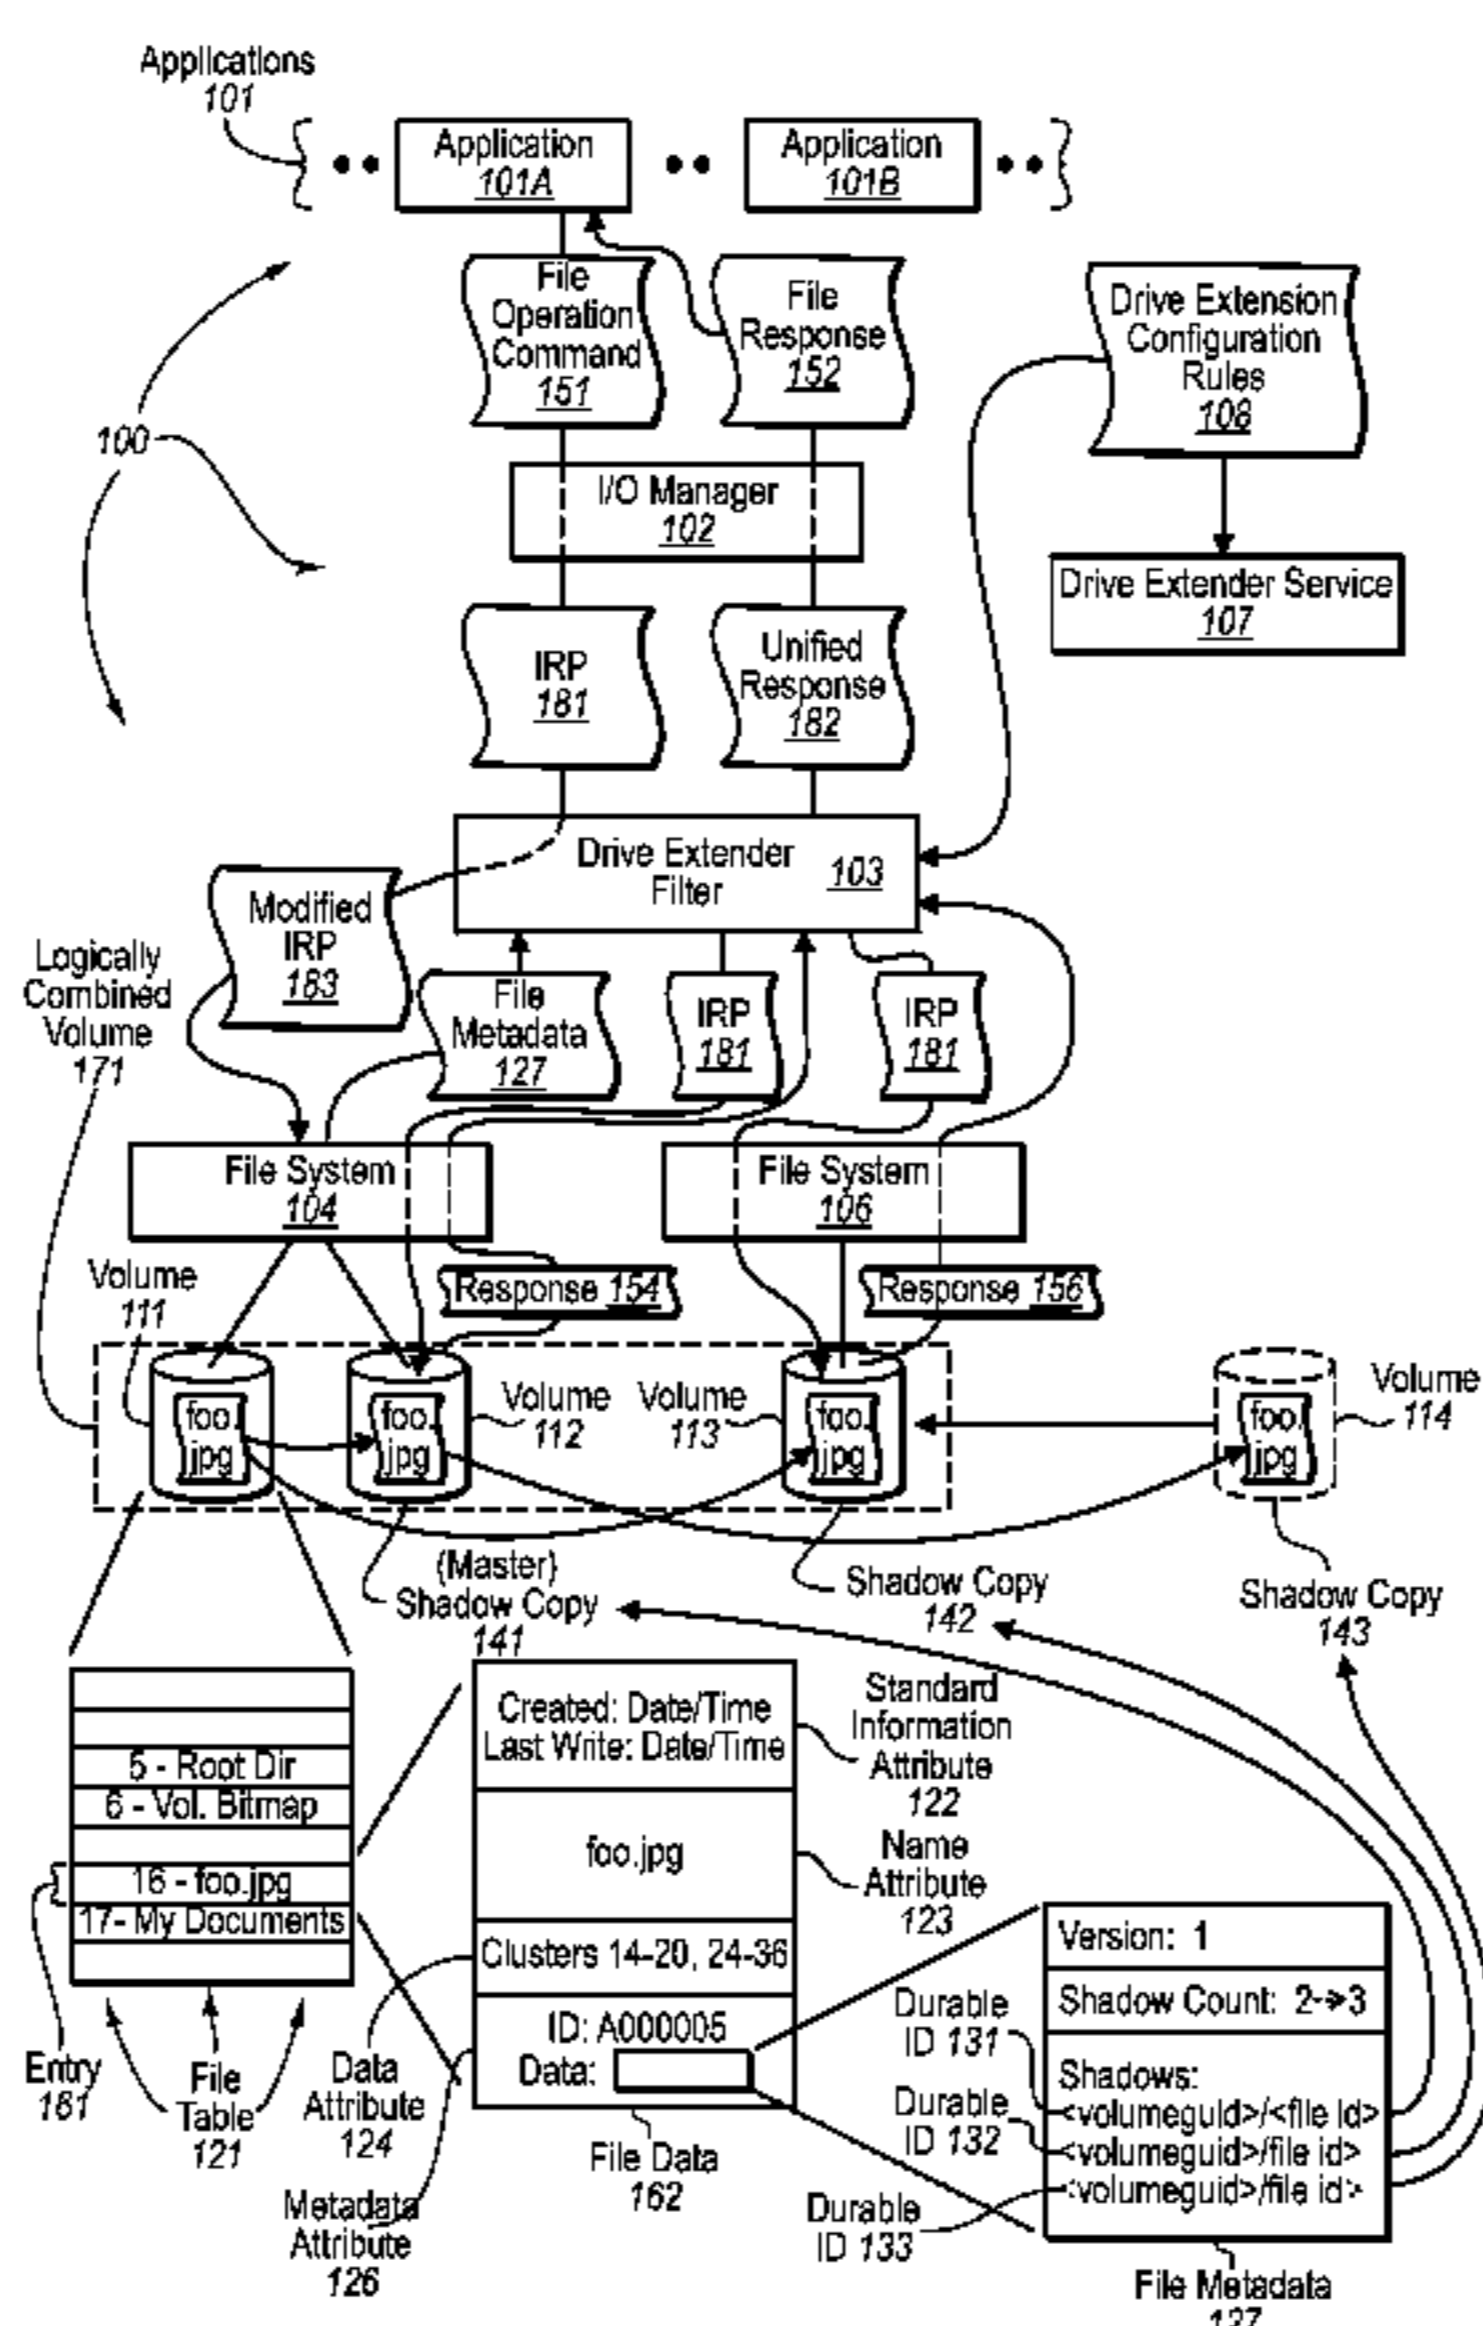 Applications
101
Application
101A
Application
101B
File
Operation
Command
151
File
Response
152
Drive Extension
Configuration
Rules
108
100
I/O Manager
102
Drive Extender Service
107
IRP
181
Unified
Response
182
Drive Extender
Filter
103
Modified
IRP
183
Logically
Combined
Volume
171
File
Metadata
127
IRP
181
IRP
181
File System
104
File System
106
Volume
111
Response 154
Response 156
foo.
jpg
foo.
jpg
Volume
112
Volume
113
foo.
jpg
foo.
jpg
Volume
114
(Master)
Shadow Copy
141
Shadow Copy
142
Shadow Copy
143
5 - Root Dir
6 - Vol. Bitmap
16 - foo.jpg
17- My Documents
Created: Date/Time
Last Write: Date/Time
foo.jpg
Clusters 14-20, 24-36
ID: A000005
Data:
Standard
Information
Attribute
122
Name
Attribute
123
Version: 1
Shadow Count: 2→3
Shadows:
<volumeguid>/<file id>
<volumeguid>/file id>
<volumeguid>/file id>
Durable
ID 131
Durable
ID 132
Durable
ID 133
Entry
161
File
Table
121
Data
Attribute
124
Metadata
Attribute
126
File Data
162
File Metadata
127